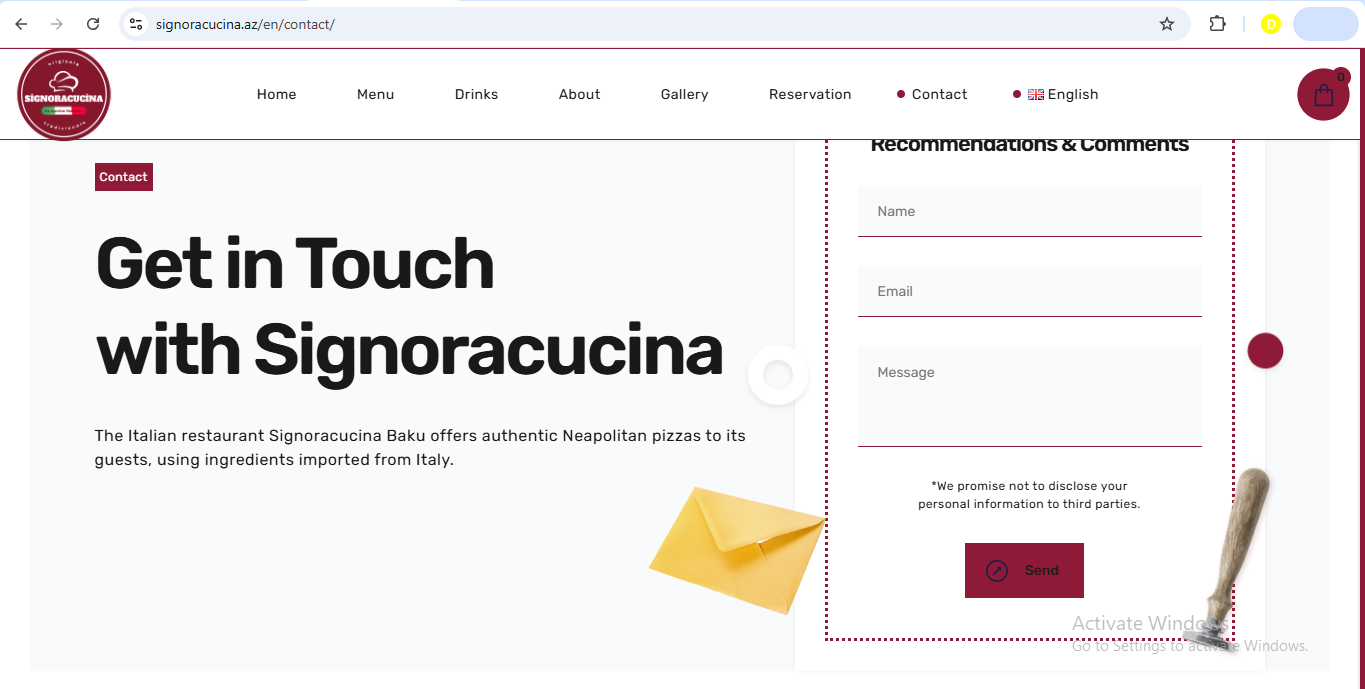 signoracucina.az/en/contact/
D
originale
SIGNORACUCINA
tradizionale
Home
Menu
Drinks
About
Gallery
Reservation
Contact
English
0
Contact
Get in Touch
with Signoracucina
The Italian restaurant Signoracucina Baku offers authentic Neapolitan pizzas to its
guests, using ingredients imported from Italy.
Recommendations & Comments
Name
Email
Message
*We promise not to disclose your
personal information to third parties.
Send
Activate Windows
Go to Settings to activate Windows.